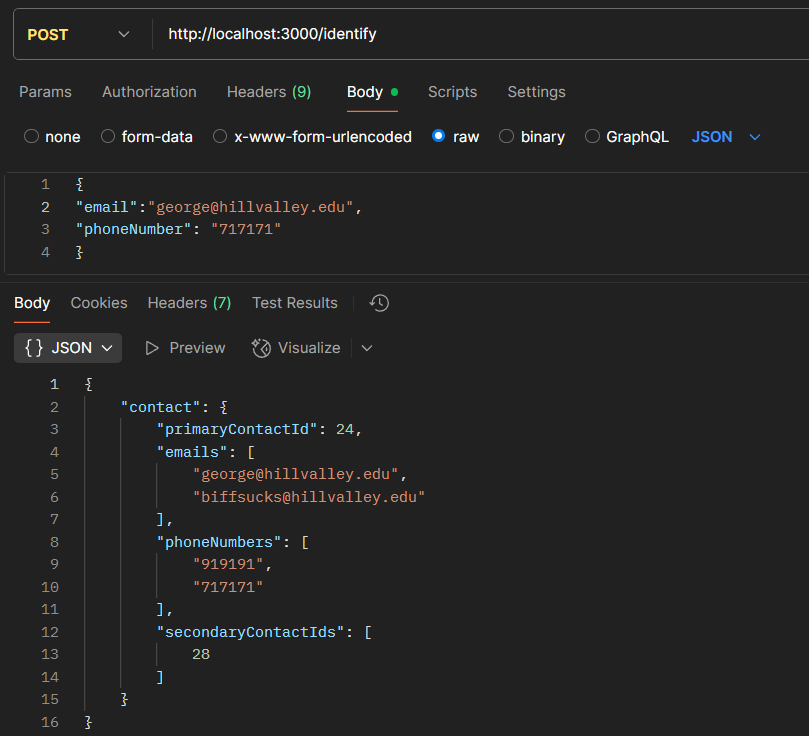 POST http://localhost:3000/identify
Params Authorization Headers (9) Body Scripts Settings
none form-data x-www-form-urlencoded raw binary GraphQL JSON
1 {
2 "email":"george@hillvalley.edu",
3 "phoneNumber": "717171"
4 }
Body Cookies Headers (7) Test Results
{} JSON Preview Visualize
1 {
2 "contact": {
3 "primaryContactId": 24,
4 "emails": [
5 "george@hillvalley.edu",
6 "biffsucks@hillvalley.edu"
7 ],
8 "phoneNumbers": [
9 "919191",
10 "717171"
11 ],
12 "secondaryContactIds": [
13 28
14 ]
15 }
16 }